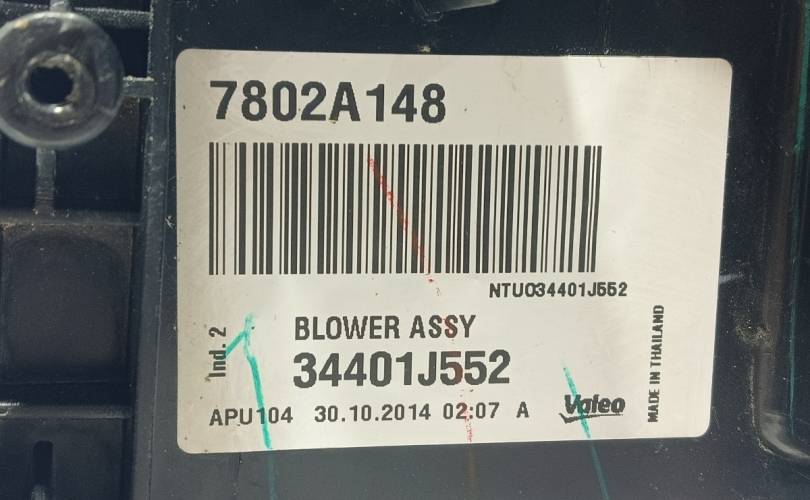 7802A148
NTU034401J552
Ind. 2
BLOWER ASSY
34401J552
APU104 30.10.2014 02:07 A
Valeo
MADE IN THAILAND